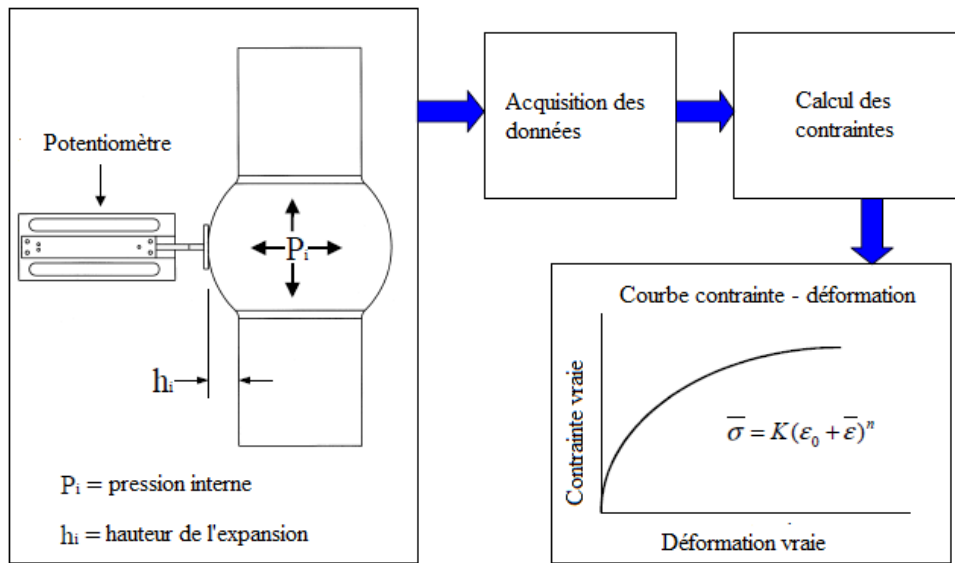 Potentiomètre
Pi
hi
Pi = pression interne
hi = hauteur de l'expansion
Acquisition des
données
Calcul des
contraintes
Courbe contrainte - déformation
Contrainte vraie
σ̅ = K(ε₀ + ε̅)ⁿ
Déformation vraie